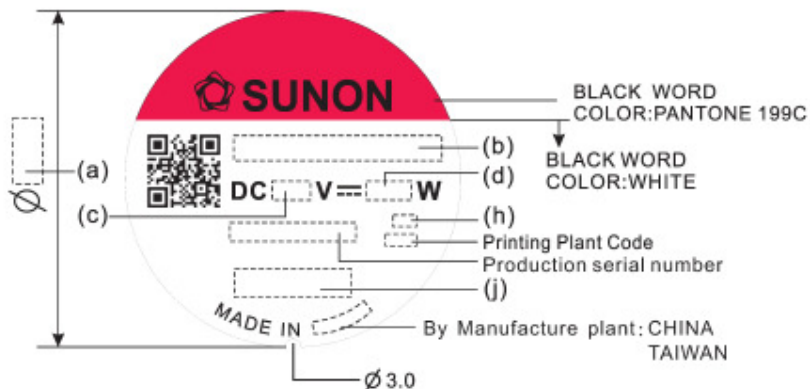 SUNON
BLACK WORD
COLOR:PANTONE 199C
(a)
(b)
BLACK WORD
COLOR:WHITE
DC V W
(d)
(c)
(h)
Printing Plant Code
Production serial number
(j)
MADE IN
By Manufacture plant: CHINA
TAIWAN
Ø
Ø 3.0